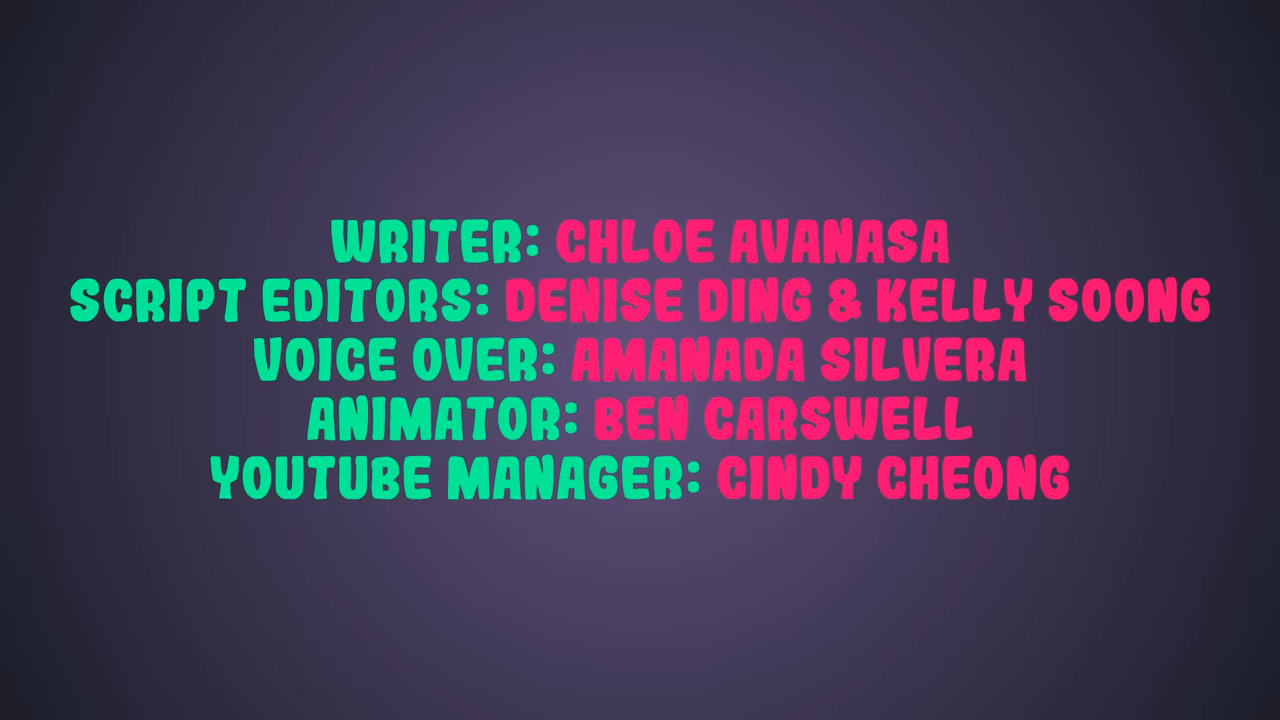 WRITER: CHLOE AVANASA
SCRIPT EDITORS: DENISE DING & KELLY SOONG
VOICE OVER: AMANADA SILVERA
ANIMATOR: BEN CARSWELL
YOUTUBE MANAGER: CINDY CHEONG